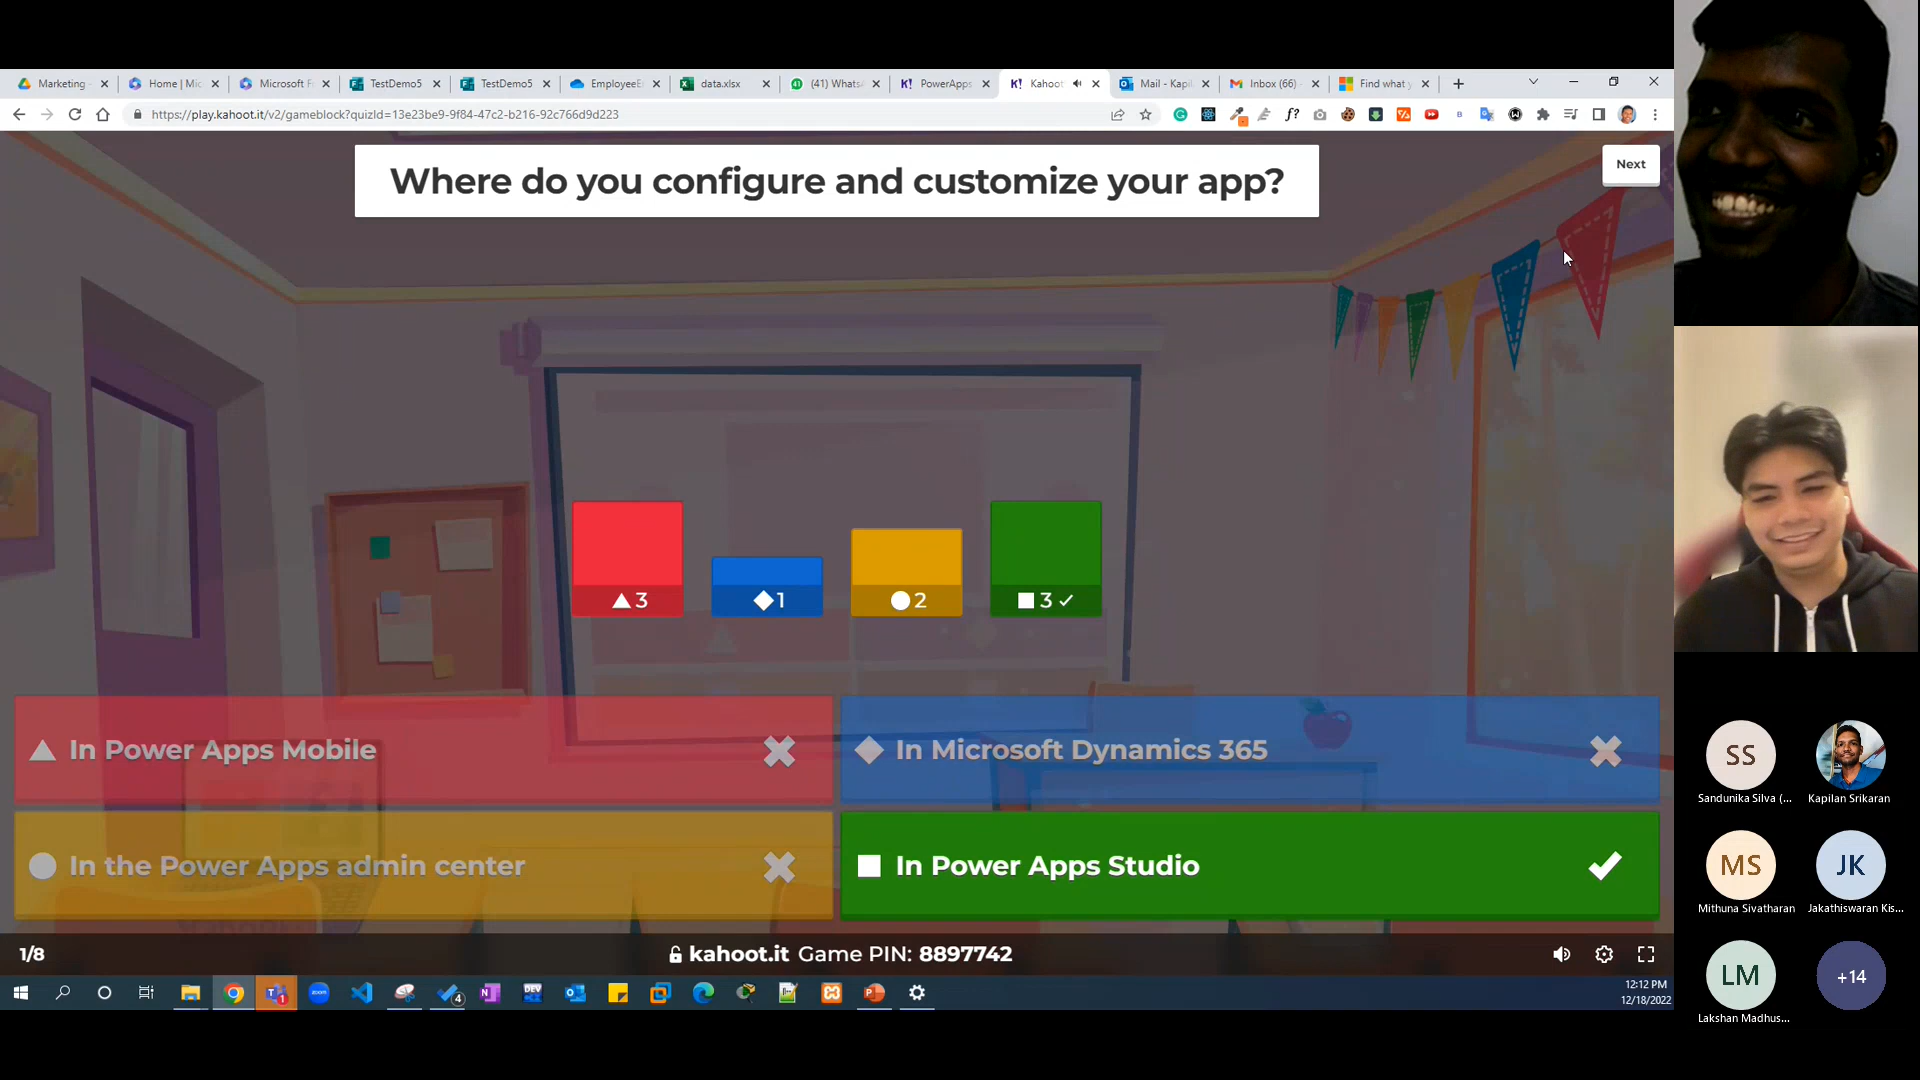 Marketing
Home | Mic
Microsoft F
TestDemo5
TestDemo5
EmployeeE
data.xlsx
(41) Whats
PowerApps
Kahoot
Mail - Kapil
Inbox (66)
Find what y
https://play.kahoot.it/v2/gameblock?quizId=13e23be9-9f84-47c2-b216-92c766d9d223
Where do you configure and customize your app?
Next
3
1
2
3
In Power Apps Mobile
In Microsoft Dynamics 365
In the Power Apps admin center
In Power Apps Studio
1/8
kahoot.it Game PIN: 8897742
12:12 PM
12/18/2022
SS
Sandunika Silva (...
Kapilan Srikaran
MS
Mithuna Sivatharan
JK
Jakathiswaran Kis...
LM
Lakshan Madhus...
+14